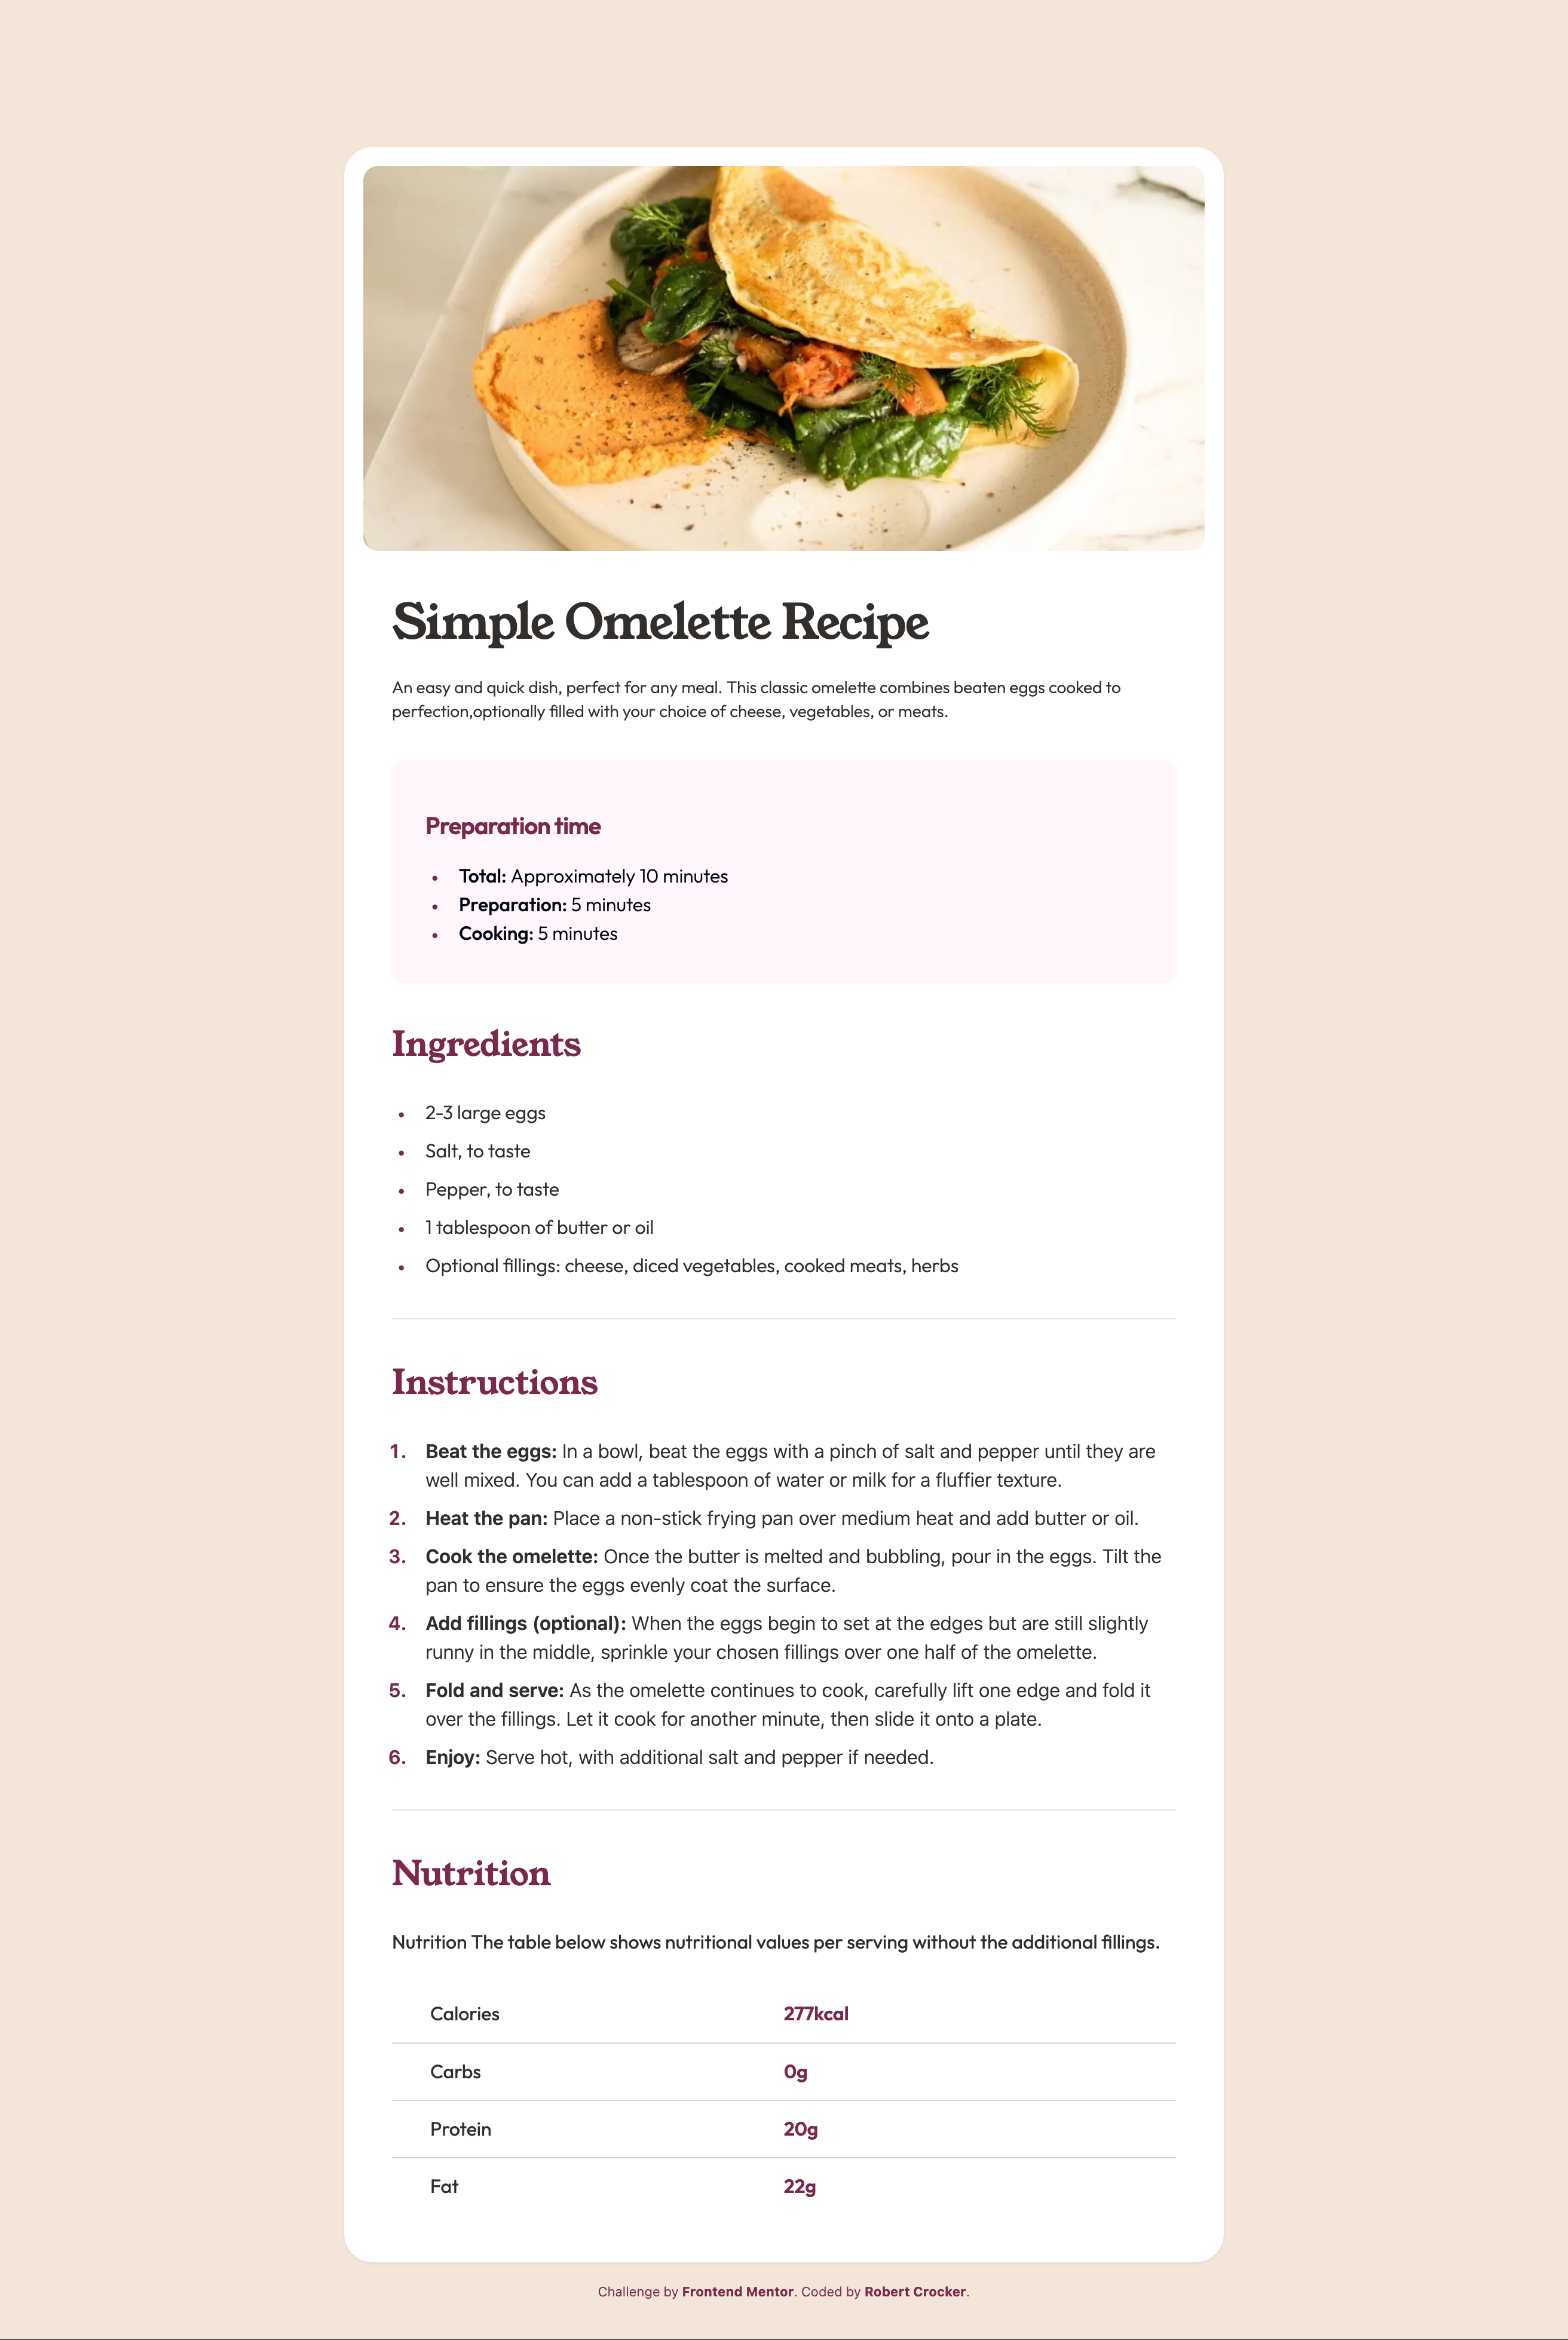 Simple Omelette Recipe
An easy and quick dish, perfect for any meal. This classic omelette combines beaten eggs cooked to
perfection,optionally filled with your choice of cheese, vegetables, or meats.
Preparation time
• Total: Approximately 10 minutes
• Preparation: 5 minutes
• Cooking: 5 minutes
Ingredients
• 2-3 large eggs
• Salt, to taste
• Pepper, to taste
• 1 tablespoon of butter or oil
• Optional fillings: cheese, diced vegetables, cooked meats, herbs
Instructions
1. Beat the eggs: In a bowl, beat the eggs with a pinch of salt and pepper until they are
well mixed. You can add a tablespoon of water or milk for a fluffier texture.
2. Heat the pan: Place a non-stick frying pan over medium heat and add butter or oil.
3. Cook the omelette: Once the butter is melted and bubbling, pour in the eggs. Tilt the
pan to ensure the eggs evenly coat the surface.
4. Add fillings (optional): When the eggs begin to set at the edges but are still slightly
runny in the middle, sprinkle your chosen fillings over one half of the omelette.
5. Fold and serve: As the omelette continues to cook, carefully lift one edge and fold it
over the fillings. Let it cook for another minute, then slide it onto a plate.
6. Enjoy: Serve hot, with additional salt and pepper if needed.
Nutrition
Nutrition The table below shows nutritional values per serving without the additional fillings.
Calories 277kcal
Carbs 0g
Protein 20g
Fat 22g
Challenge by Frontend Mentor. Coded by Robert Crocker.